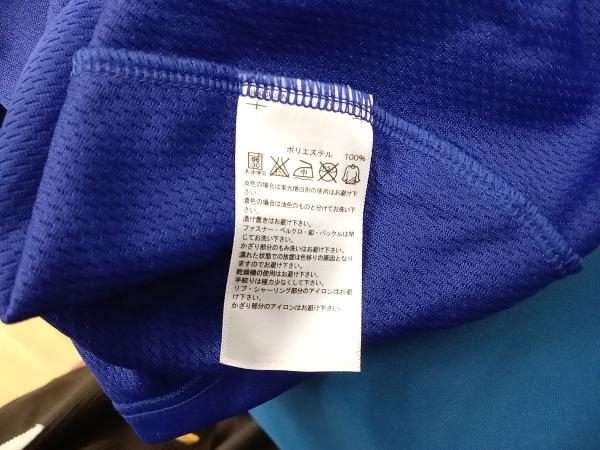 ポリエステル 100%
ネット使用
淡色の場合は蛍光増白剤の使用はお避け下
さい。
濃色の場合は淡色のものと分けてお洗い下
さい。
漬け置きはお避け下さい。
ファスナー・ベルクロ・釦・バックルは閉
じてお洗い下さい。
かざり部分のもみ洗いはお避け下さい。
濡れた状態での放置は色移りの原因となり
ますのでお避け下さい。
乾燥機の使用はお避け下さい。
手絞りは極力少なくして下さい。
リブ・シャーリング部分のアイロンはお避
け下さい。
かざり部分のアイロンはお避け下さい。